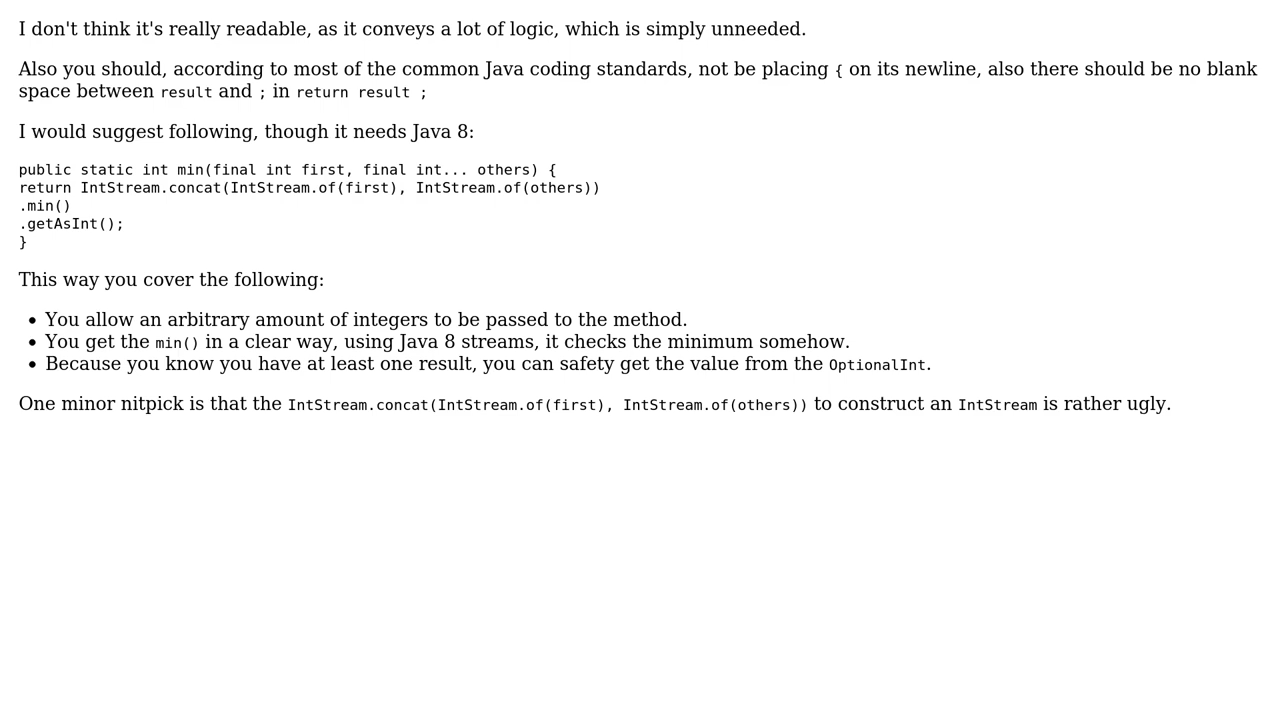 I don't think it's really readable, as it conveys a lot of logic, which is simply unneeded.
Also you should, according to most of the common Java coding standards, not be placing { on its newline, also there should be no blank
space between result and ; in return result ;
I would suggest following, though it needs Java 8:
public static int min(final int first, final int... others) {
return IntStream.concat(IntStream.of(first), IntStream.of(others))
.min()
.getAsInt();
}
This way you cover the following:
• You allow an arbitrary amount of integers to be passed to the method.
• You get the min() in a clear way, using Java 8 streams, it checks the minimum somehow.
• Because you know you have at least one result, you can safety get the value from the OptionalInt.
One minor nitpick is that the IntStream.concat(IntStream.of(first), IntStream.of(others)) to construct an IntStream is rather ugly.